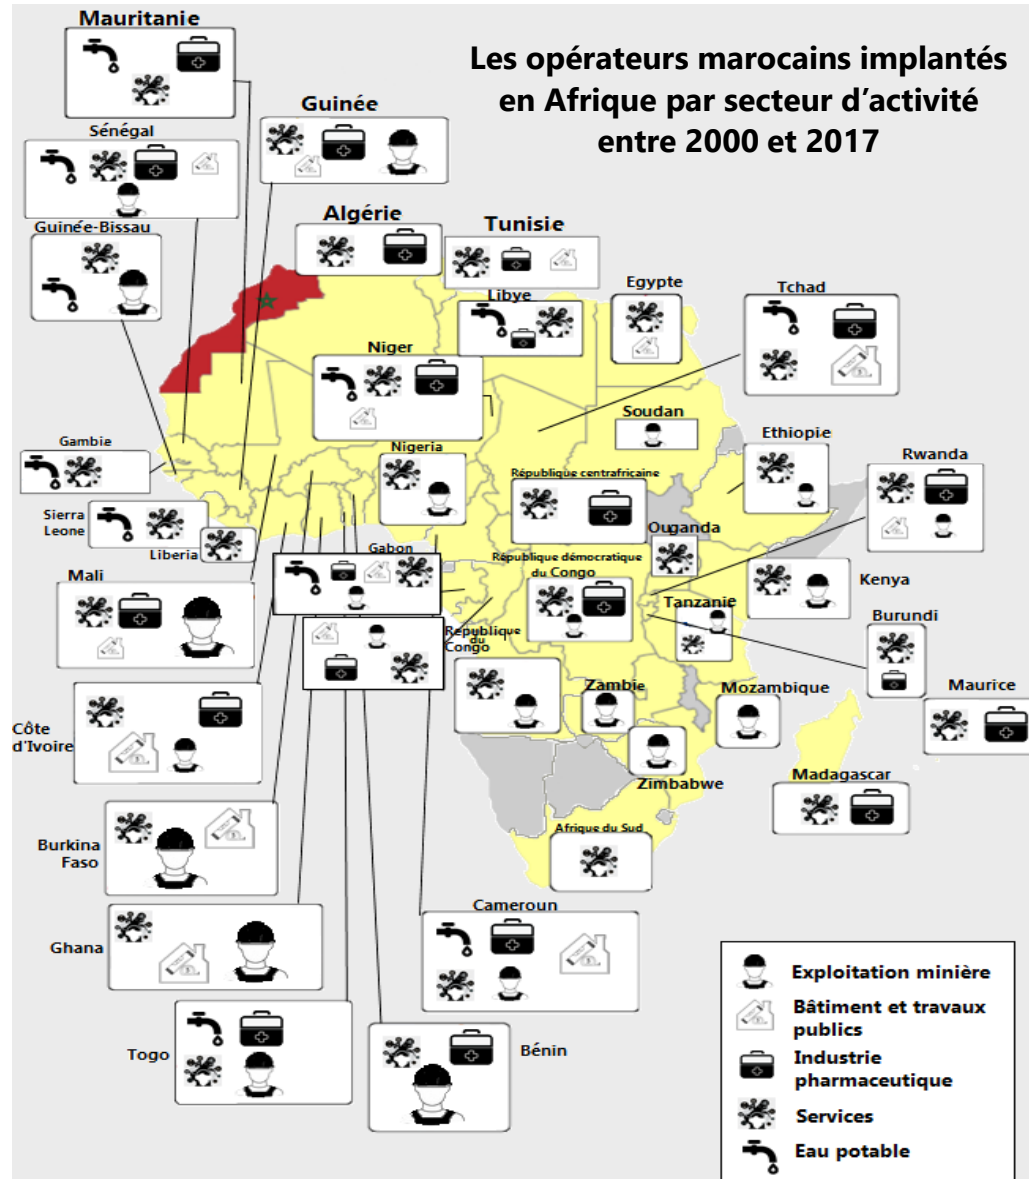 Mauritanie
Les opérateurs marocains implantés
en Afrique par secteur d'activité
entre 2000 et 2017
Guinée
Sénégal
Algérie
Tunisie
Guinée-Bissau
Libye
Egypte
Tchad
Niger
Soudan
Gambie
Nigeria
Ethiopie
Rwanda
République centrafricaine
Sierra
Leone
Liberia
Ouganda
Gabon
République démocratique
du Congo
Mali
Kenya
Tanzanie
Burundi
République
du
Congo
Zambie
Mozambique
Maurice
Côte
d'Ivoire
Zimbabwe
Madagascar
Burkina
Faso
Afrique du Sud
Cameroun
Ghana
Togo
Bénin
Exploitation minière
Bâtiment et travaux
publics
Industrie
pharmaceutique
Services
Eau potable